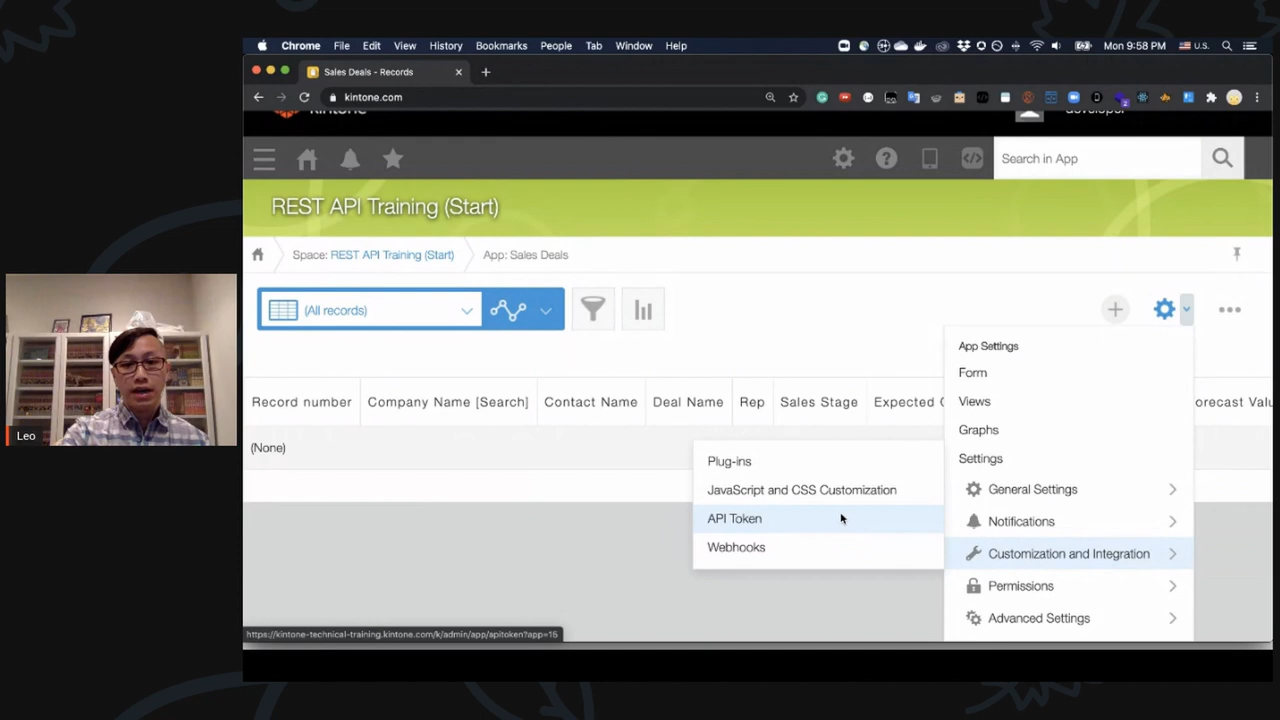 Chrome File Edit View History Bookmarks People Tab Window Help Mon 9:58 PM U.S.
Sales Deals - Records
kintone.com
kintone
developer
Search in App
REST API Training (Start)
Space: REST API Training (Start) App: Sales Deals
(All records)
App Settings
Form
Record number Company Name [Search] Contact Name Deal Name Rep Sales Stage Expected
Views
Graphs
(None)
Settings
Plug-ins
JavaScript and CSS Customization
General Settings
API Token
Notifications
Webhooks
Customization and Integration
Permissions
Advanced Settings
https://kintone-technical-training.kintone.com/k/admin/app/apitoken?app=15
Leo